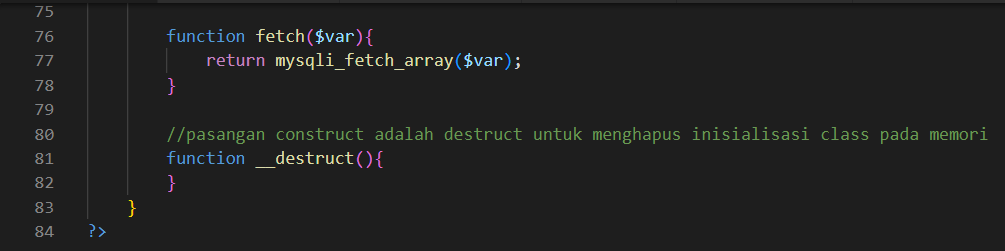 75
76 function fetch($var){
77 return mysqli_fetch_array($var);
78 }
79
80 //pasangan construct adalah destruct untuk menghapus inisialisasi class pada memori
81 function __destruct(){
82 }
83 }
84 ?>